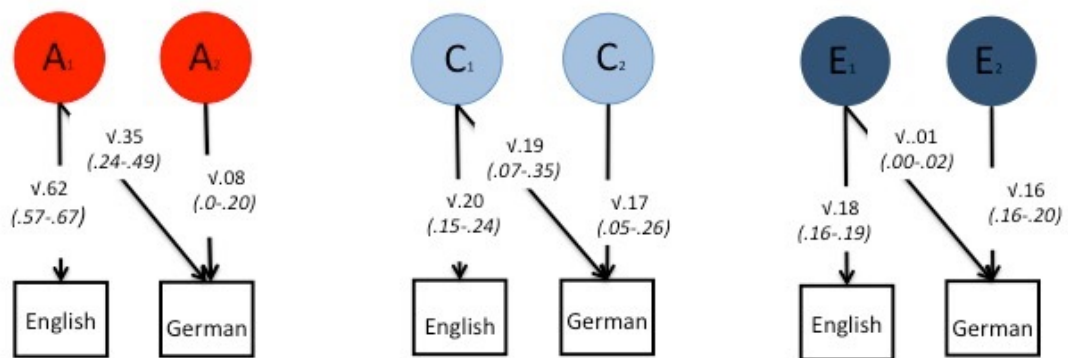 A1
A2
C1
C2
E1
E2
√.62
(.57-.67)
√.35
(.24-.49)
√.08
(.0-.20)
√.20
(.15-.24)
√.19
(.07-.35)
√.17
(.05-.26)
√.18
(.16-.19)
√..01
(.00-.02)
√.16
(.16-.20)
English
German
English
German
English
German